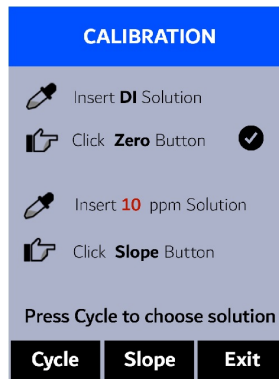 CALIBRATION
Insert DI Solution
Click Zero Button
Insert 10 ppm Solution
Click Slope Button
Press Cycle to choose solution
Cycle Slope Exit